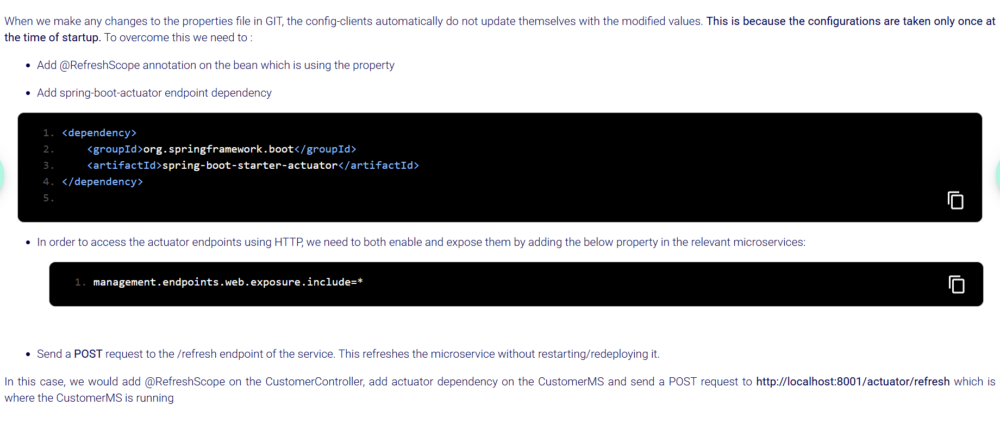 When we make any changes to the properties file in GIT, the config-clients automatically do not update themselves with the modified values. This is because the configurations are taken only once at
the time of startup. To overcome this we need to :
• Add @RefreshScope annotation on the bean which is using the property
• Add spring-boot-actuator endpoint dependency
1. <dependency>
2.     <groupId>org.springframework.boot</groupId>
3.     <artifactId>spring-boot-starter-actuator</artifactId>
4. </dependency>
5.
• In order to access the actuator endpoints using HTTP, we need to both enable and expose them by adding the below property in the relevant microservices:
1. management.endpoints.web.exposure.include=*
• Send a POST request to the /refresh endpoint of the service. This refreshes the microservice without restarting/redeploying it.
In this case, we would add @RefreshScope on the CustomerController, add actuator dependency on the CustomerMS and send a POST request to http://localhost:8001/actuator/refresh which is
where the CustomerMS is running